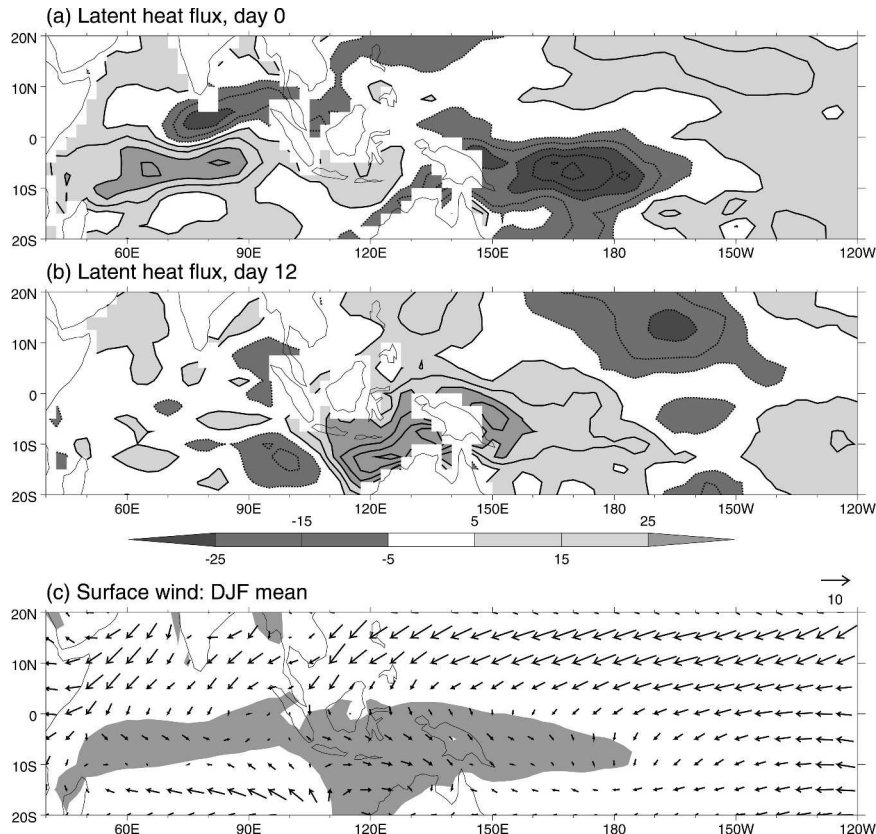 (a) Latent heat flux, day 0
20N
10N
0
10S
20S
60E 90E 120E 150E 180 150W 120W
(b) Latent heat flux, day 12
20N
10N
0
10S
20S
60E 90E 120E 150E 180 150W 120W
-15 5 25
-25 -5 15
(c) Surface wind: DJF mean
10
20N
10N
0
10S
20S
60E 90E 120E 150E 180 150W 120W